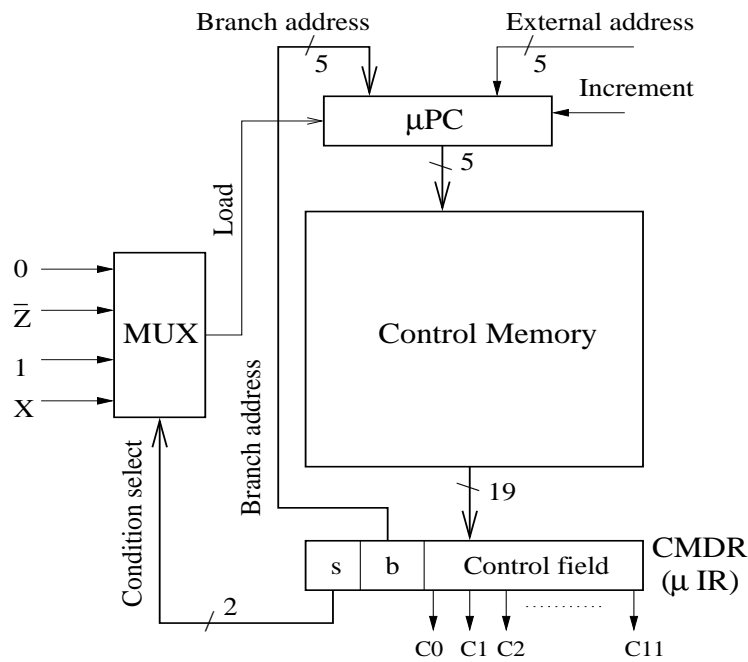 Branch address
External address
5
5
Increment
μPC
5
Load
0
Z̄
1
X
MUX
Control Memory
Condition select
Branch address
19
s
b
Control field
CMDR
(μ IR)
2
C0
C1
C2
............
C11